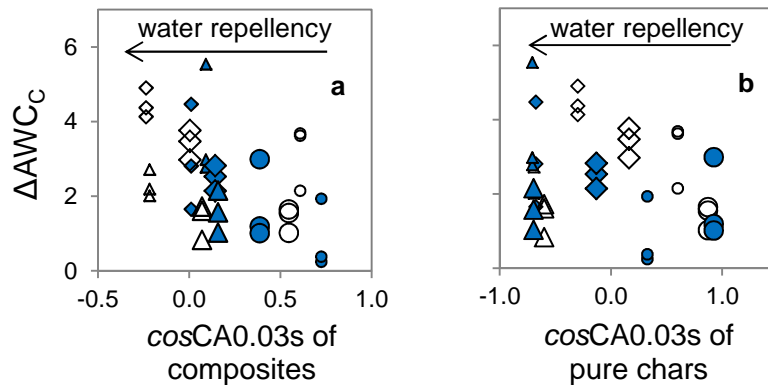 water repellency
a
6
4
2
0
ΔAWC_C
-0.5 0.0 0.5 1.0
cosCA0.03s of
composites
water repellency
b
-1.0 0.0 1.0
cosCA0.03s of
pure chars